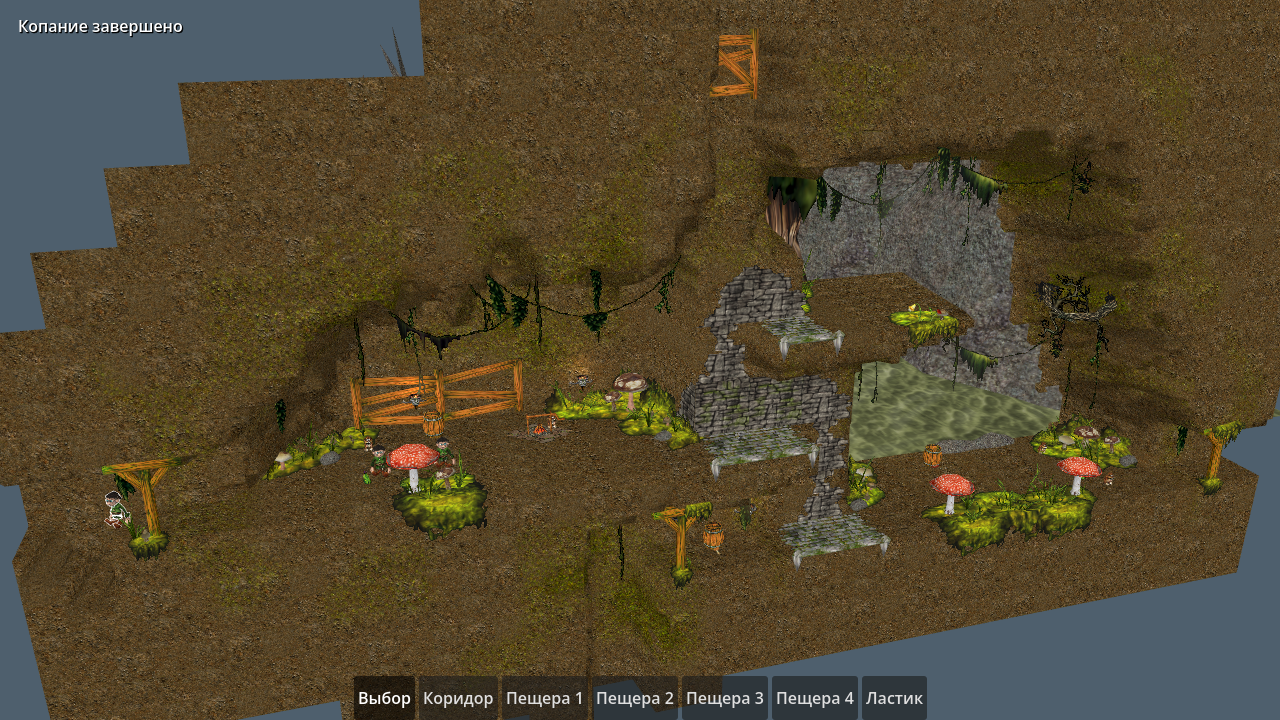 Копание завершено
Выбор Коридор Пещера 1 Пещера 2 Пещера 3 Пещера 4 Ластик